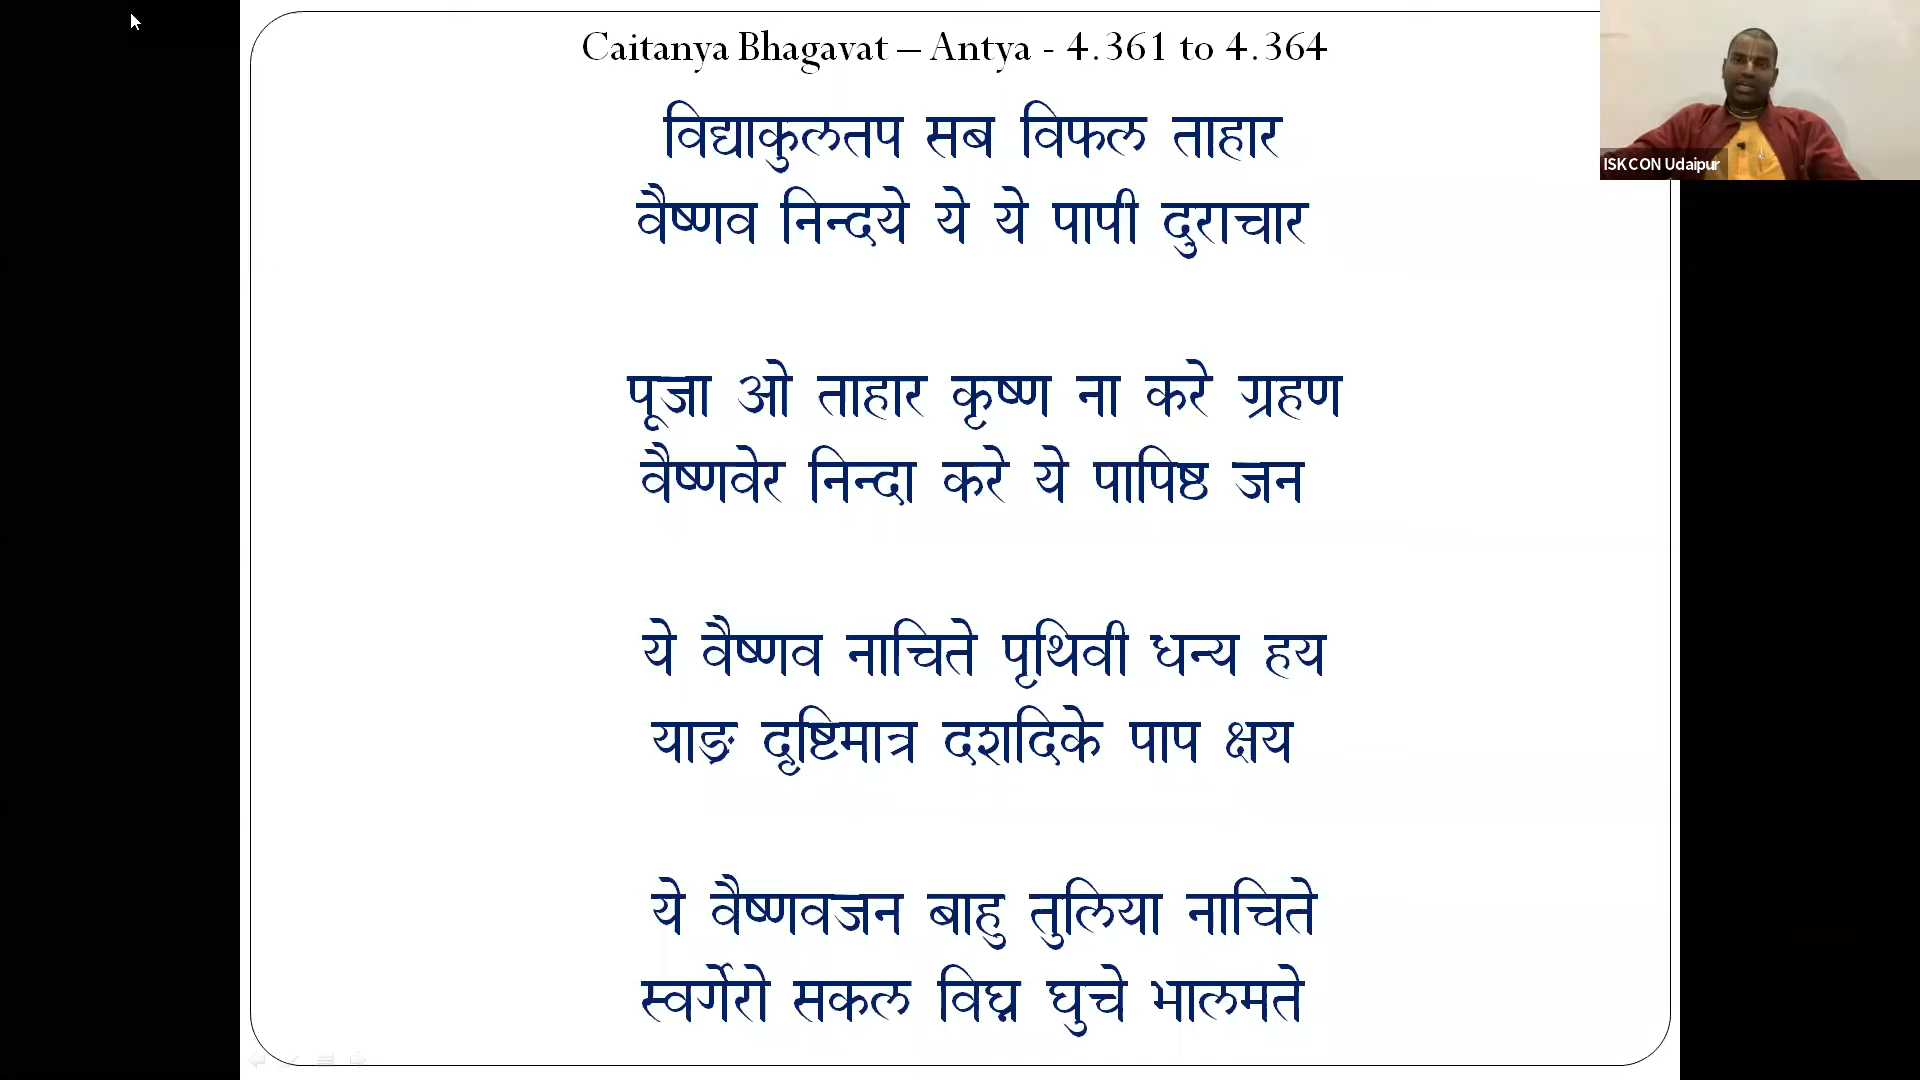 Caitanya Bhagavat – Antya - 4.361 to 4.364
विद्याकुलतप सब विफल ताहार
वैष्णव निन्दये ये ये पापी दुराचार
पूजा ओ ताहार कृष्ण ना करे ग्रहण
वैष्णवेर निन्दा करे ये पापिष्ठ जन
ये वैष्णव नाचिते पृथिवी धन्य हय
याङ्र दृष्टिमात्र दशदिके पाप क्षय
ये वैष्णवजन बाहु तुलिया नाचिते
स्वर्गेरो सकल विघ्न घुचे भालमते
ISKCON Udaipur